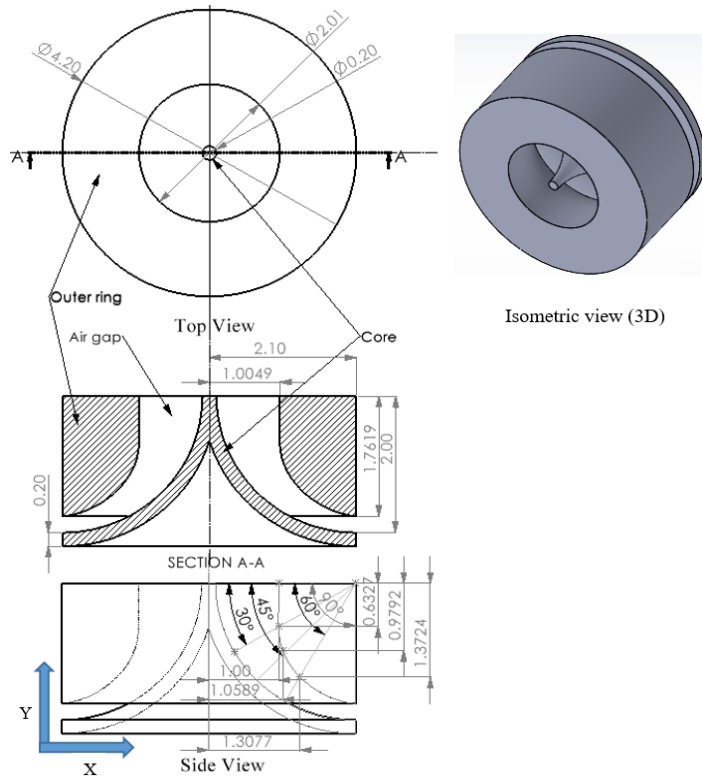 Ø4.20
Ø2.01
Ø0.20
A
A
Outer ring
Top View
Isometric view (3D)
Air gap
Core
2.10
1.0049
1.7619
2.00
0.20
SECTION A-A
30°
45°
60°
90°
0.6327
0.9792
1.3724
1.00
1.0589
1.3077
Y
X
Side View